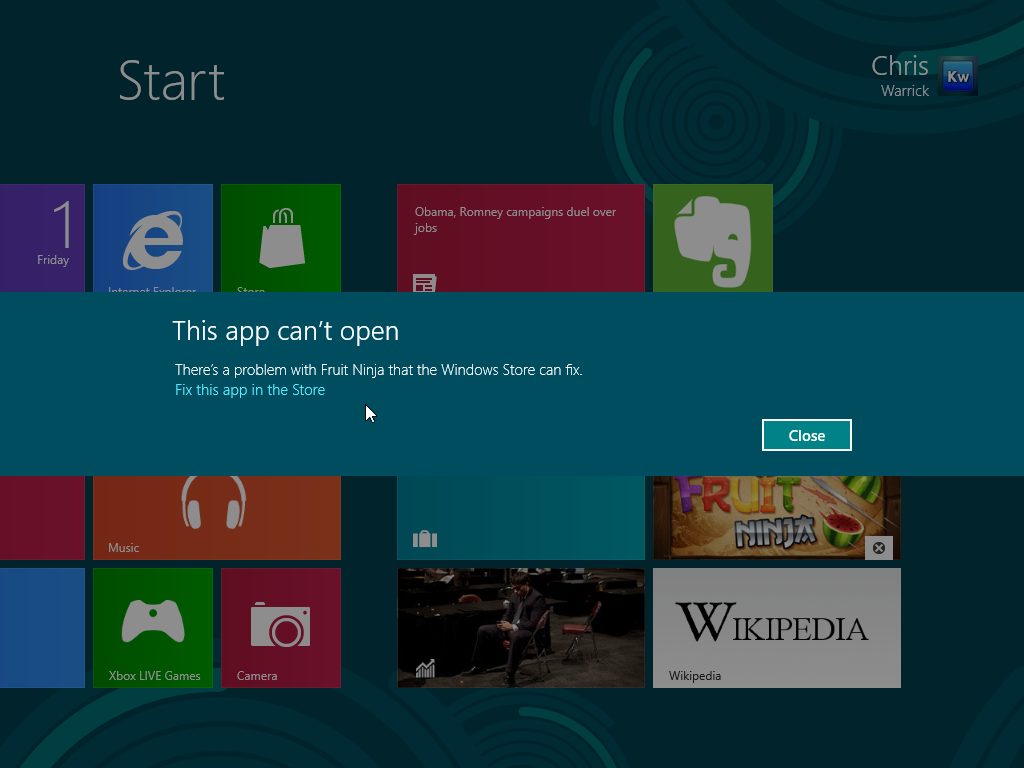 Start
Chris
Warrick
Kw
1
Friday
Internet Explorer
Store
Obama, Romney campaigns duel over
jobs
This app can’t open
There’s a problem with Fruit Ninja that the Windows Store can fix.
Fix this app in the Store
Close
Music
FRUIT
NINJA
Xbox LIVE Games
Camera
WIKIPEDIA
Wikipedia